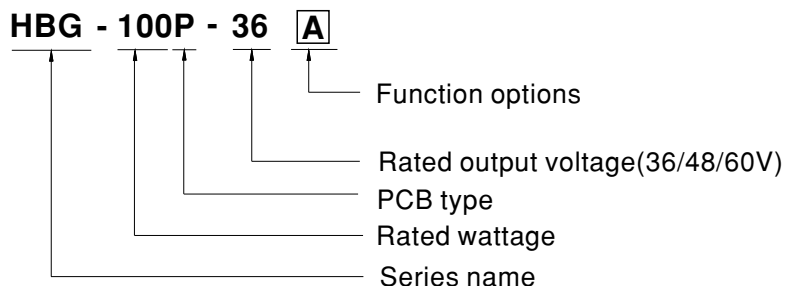 HBG - 100P - 36 A
Function options
Rated output voltage(36/48/60V)
PCB type
Rated wattage
Series name